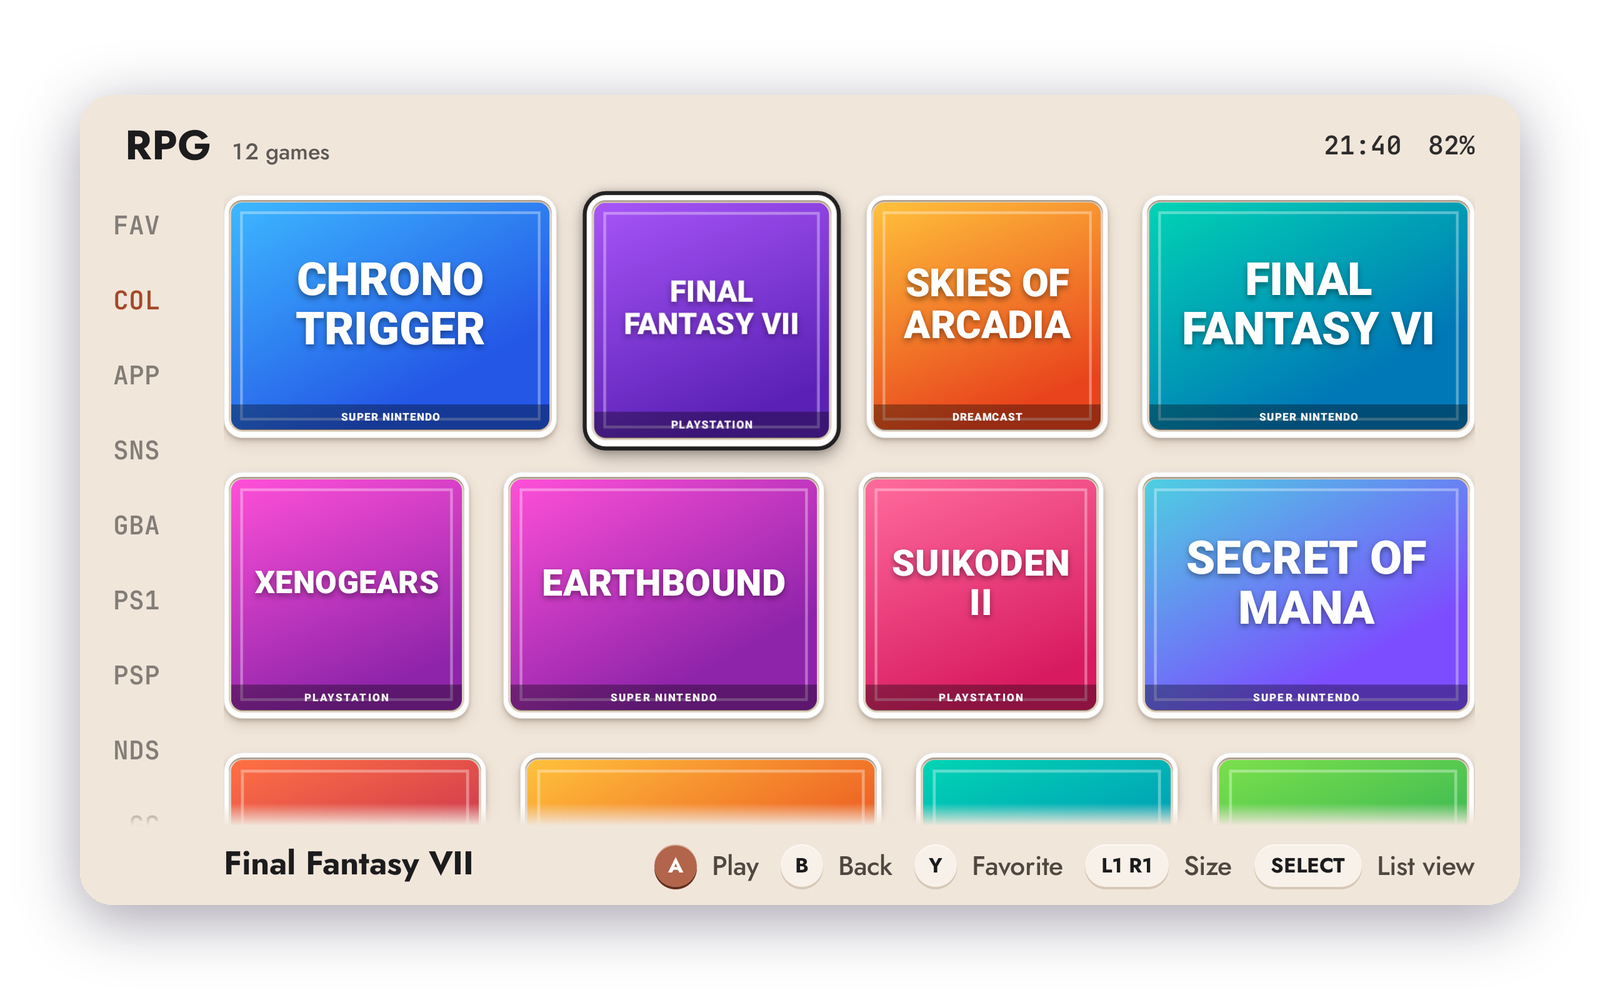 RPG 12 games
21:40 82%
FAV
COL
APP
SNS
GBA
PS1
PSP
NDS
CHRONO
TRIGGER
SUPER NINTENDO
FINAL
FANTASY VII
PLAYSTATION
SKIES OF
ARCADIA
DREAMCAST
FINAL
FANTASY VI
SUPER NINTENDO
XENOGEARS
PLAYSTATION
EARTHBOUND
SUPER NINTENDO
SUIKODEN
II
PLAYSTATION
SECRET OF
MANA
SUPER NINTENDO
Final Fantasy VII
A Play B Back Y Favorite L1 R1 Size SELECT List view